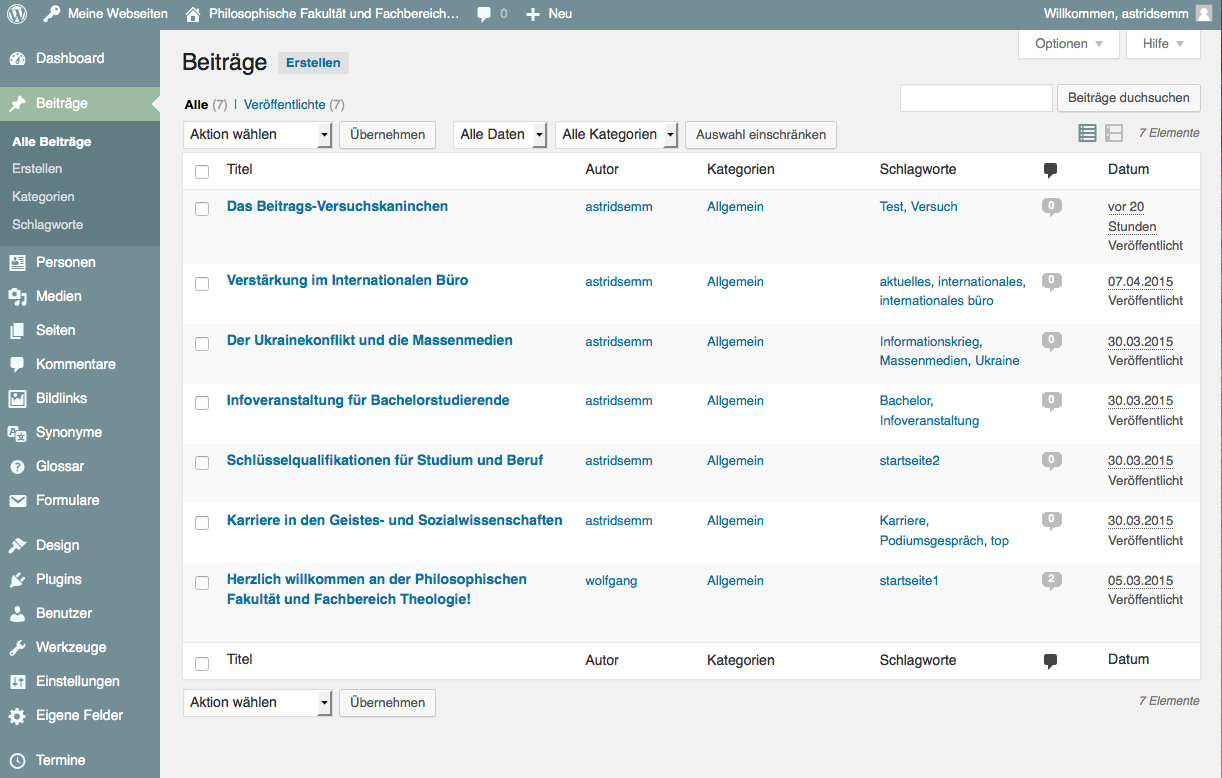 Meine Webseiten Philosophische Fakultät und Fachbereich... 0 Neu Willkommen, astridsemm
Optionen Hilfe
Dashboard
Beiträge
Alle Beiträge
Erstellen
Kategorien
Schlagworte
Personen
Medien
Seiten
Kommentare
Bildlinks
Synonyme
Glossar
Formulare
Design
Plugins
Benutzer
Werkzeuge
Einstellungen
Eigene Felder
Termine
Beiträge Erstellen
Alle (7) | Veröffentlichte (7)
Beiträge duchsuchen
Aktion wählen Übernehmen Alle Daten Alle Kategorien Auswahl einschränken 7 Elemente
Titel Autor Kategorien Schlagworte Datum
Das Beitrags-Versuchskaninchen astridsemm Allgemein Test, Versuch 0 vor 20
Stunden
Veröffentlicht
Verstärkung im Internationalen Büro astridsemm Allgemein aktuelles, internationales, 0 07.04.2015
internationales büro Veröffentlicht
Der Ukrainekonflikt und die Massenmedien astridsemm Allgemein Informationskrieg, 0 30.03.2015
Massenmedien, Ukraine Veröffentlicht
Infoveranstaltung für Bachelorstudierende astridsemm Allgemein Bachelor, 0 30.03.2015
Infoveranstaltung Veröffentlicht
Schlüsselqualifikationen für Studium und Beruf astridsemm Allgemein startseite2 0 30.03.2015
Veröffentlicht
Karriere in den Geistes- und Sozialwissenschaften astridsemm Allgemein Karriere, 0 30.03.2015
Podiumsgespräch, top Veröffentlicht
Herzlich willkommen an der Philosophischen wolfgang Allgemein startseite1 2 05.03.2015
Fakultät und Fachbereich Theologie! Veröffentlicht
Titel Autor Kategorien Schlagworte Datum
Aktion wählen Übernehmen 7 Elemente